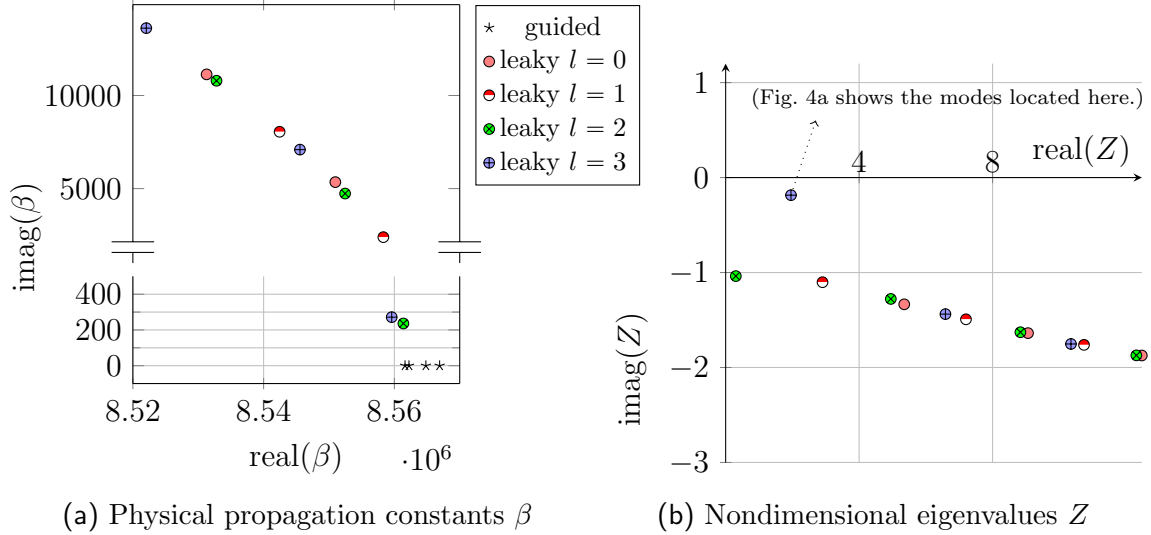 10000
5000
400
200
0
imag(β)
8.52
8.54
8.56
real(β)
·10⁶
guided
leaky l = 0
leaky l = 1
leaky l = 2
leaky l = 3
(a) Physical propagation constants β
1
(Fig. 4a shows the modes located here.)
4
8
real(Z)
0
−1
−2
−3
imag(Z)
(b) Nondimensional eigenvalues Z